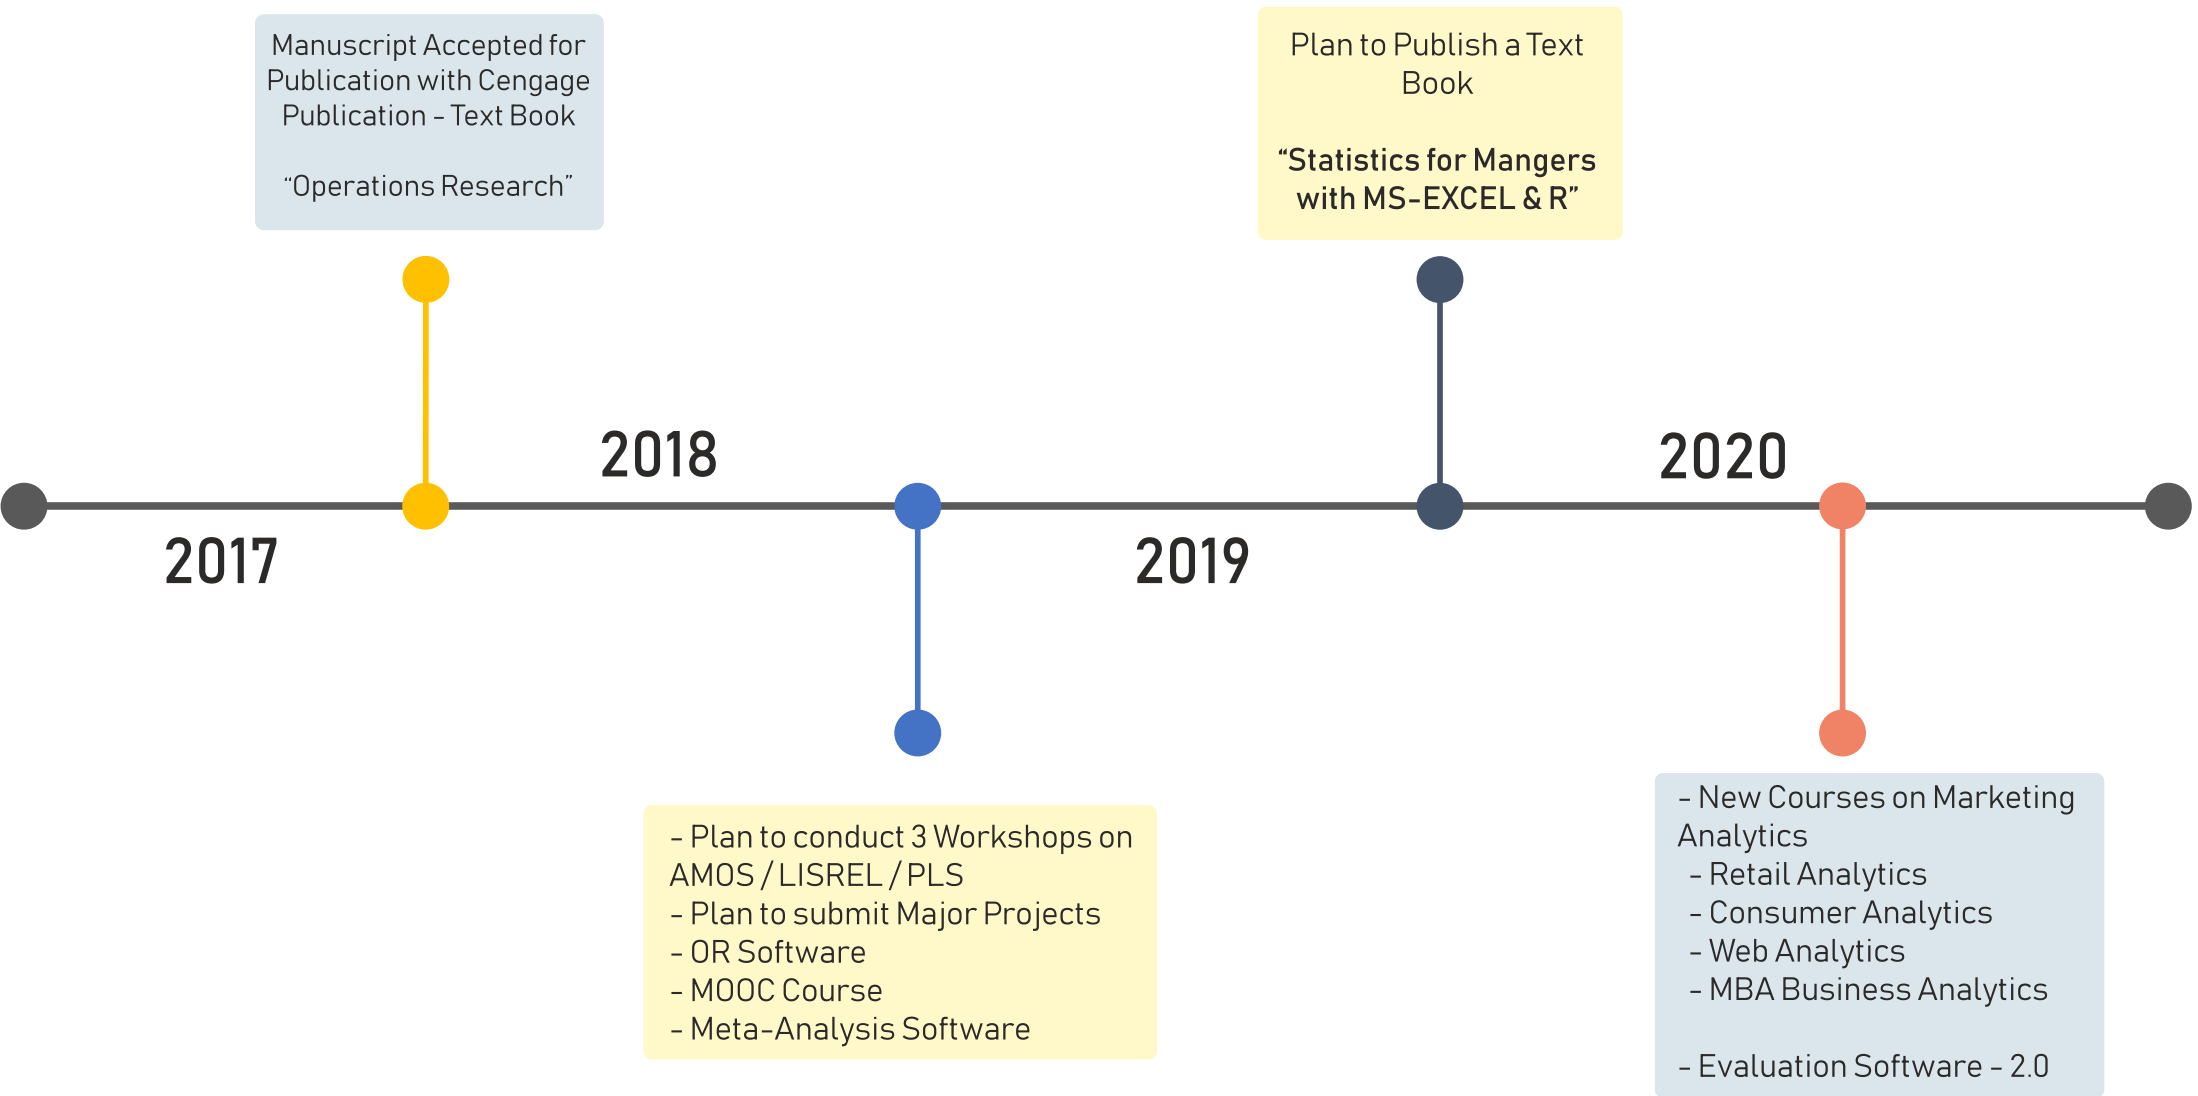 Manuscript Accepted for
Publication with Cengage
Publication - Text Book
“Operations Research”
Plan to Publish a Text
Book
“Statistics for Mangers
with MS-EXCEL & R”
2018
2020
2017
2019
- Plan to conduct 3 Workshops on
AMOS / LISREL / PLS
- Plan to submit Major Projects
- OR Software
- MOOC Course
- Meta-Analysis Software
- New Courses on Marketing
Analytics
- Retail Analytics
- Consumer Analytics
- Web Analytics
- MBA Business Analytics
- Evaluation Software - 2.0